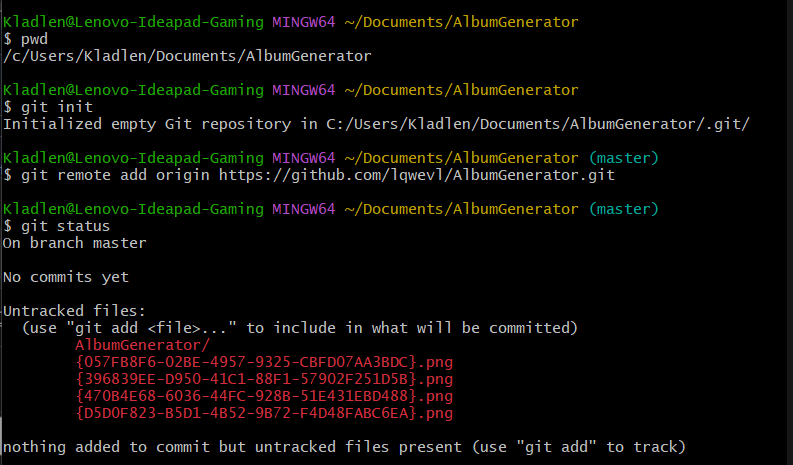 Kladlen@Lenovo-Ideapad-Gaming MINGW64 ~/Documents/AlbumGenerator
$ pwd
/c/Users/Kladlen/Documents/AlbumGenerator
Kladlen@Lenovo-Ideapad-Gaming MINGW64 ~/Documents/AlbumGenerator
$ git init
Initialized empty Git repository in C:/Users/Kladlen/Documents/AlbumGenerator/.git/
Kladlen@Lenovo-Ideapad-Gaming MINGW64 ~/Documents/AlbumGenerator (master)
$ git remote add origin https://github.com/lqwevl/AlbumGenerator.git
Kladlen@Lenovo-Ideapad-Gaming MINGW64 ~/Documents/AlbumGenerator (master)
$ git status
On branch master
No commits yet
Untracked files:
(use "git add <file>..." to include in what will be committed)
AlbumGenerator/
{057FB8F6-02BE-4957-9325-CBFD07AA3BDC}.png
{396839EE-D950-41C1-88F1-57902F251D5B}.png
{470B4E68-6036-44FC-928B-51E431EBD488}.png
{D5D0F823-B5D1-4B52-9B72-F4D48FABC6EA}.png
nothing added to commit but untracked files present (use "git add" to track)